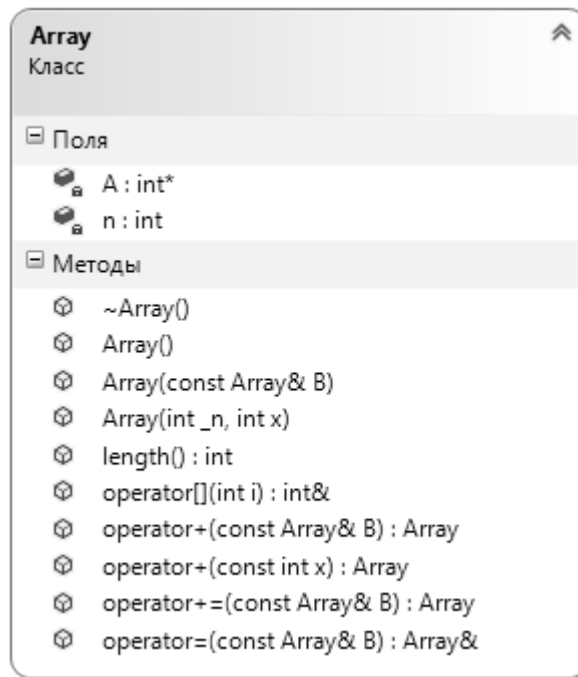 Array
Класс
Поля
A : int*
n : int
Методы
~Array()
Array()
Array(const Array& B)
Array(int _n, int x)
length() : int
operator[](int i) : int&
operator+(const Array& B) : Array
operator+(const int x) : Array
operator+=(const Array& B) : Array
operator=(const Array& B) : Array&